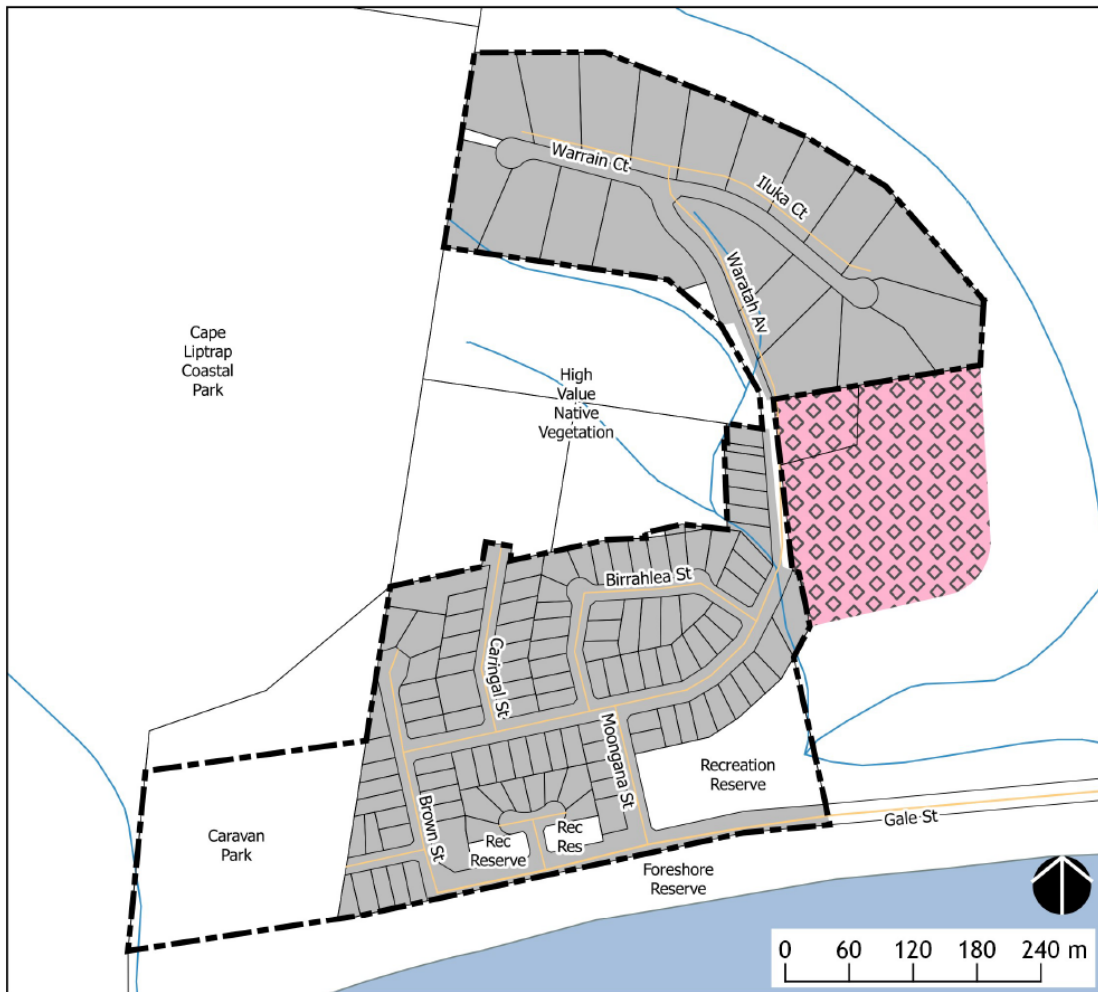 Warrain Ct
Iluka Ct
Waratah Av
Cape
Liptrap
Coastal
Park
High
Value
Native
Vegetation
Birrahlea St
Caringal St
Moongana St
Recreation
Reserve
Brown St
Caravan
Park
Rec
Reserve
Rec
Res
Gale St
Foreshore
Reserve
0 60 120 180 240 m